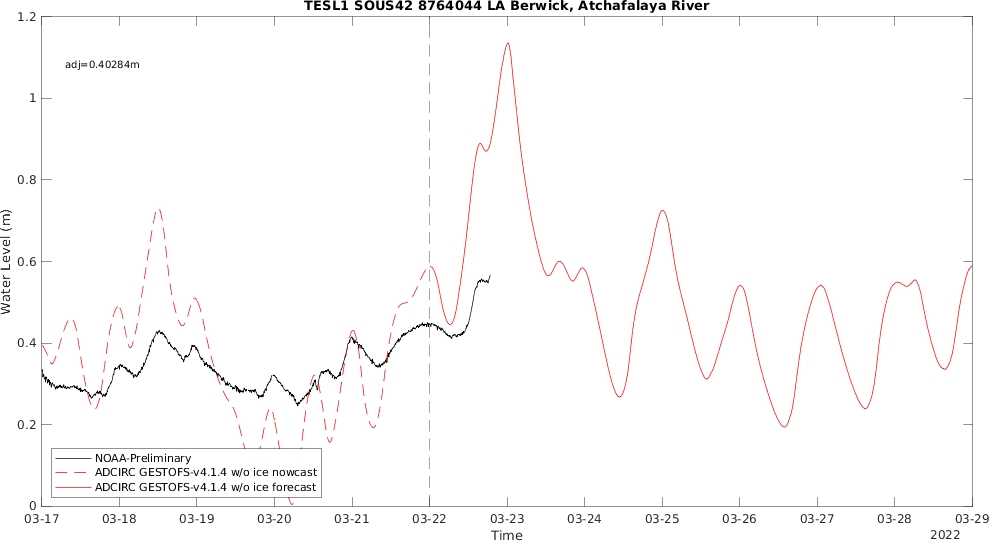 TESL1 SOUS42 8764044 LA Berwick, Atchafalaya River
adj=0.40284m
1.2
1
0.8
0.6
0.4
0.2
0
Water Level (m)
NOAA-Preliminary
ADCIRC GESTOFS-v4.1.4 w/o ice nowcast
ADCIRC GESTOFS-v4.1.4 w/o ice forecast
03-17 03-18 03-19 03-20 03-21 03-22 03-23 03-24 03-25 03-26 03-27 03-28 03-29
Time
2022